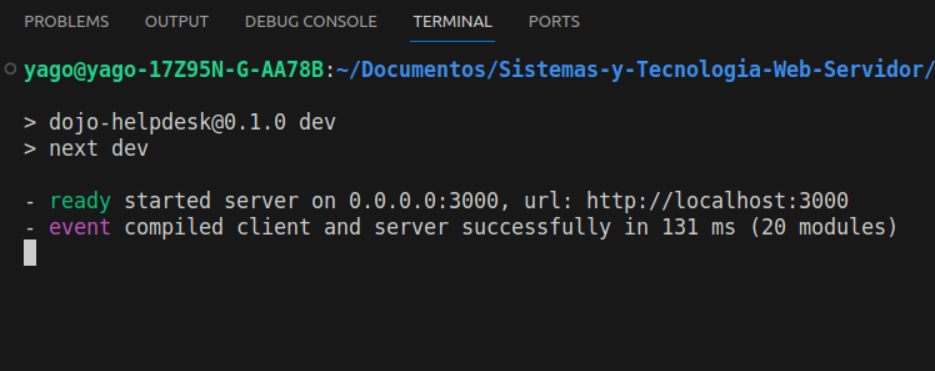 PROBLEMS OUTPUT DEBUG CONSOLE TERMINAL PORTS
yago@yago-17Z95N-G-AA78B:~/Documentos/Sistemas-y-Tecnologia-Web-Servidor/
> dojo-helpdesk@0.1.0 dev
> next dev
- ready started server on 0.0.0.0:3000, url: http://localhost:3000
- event compiled client and server successfully in 131 ms (20 modules)